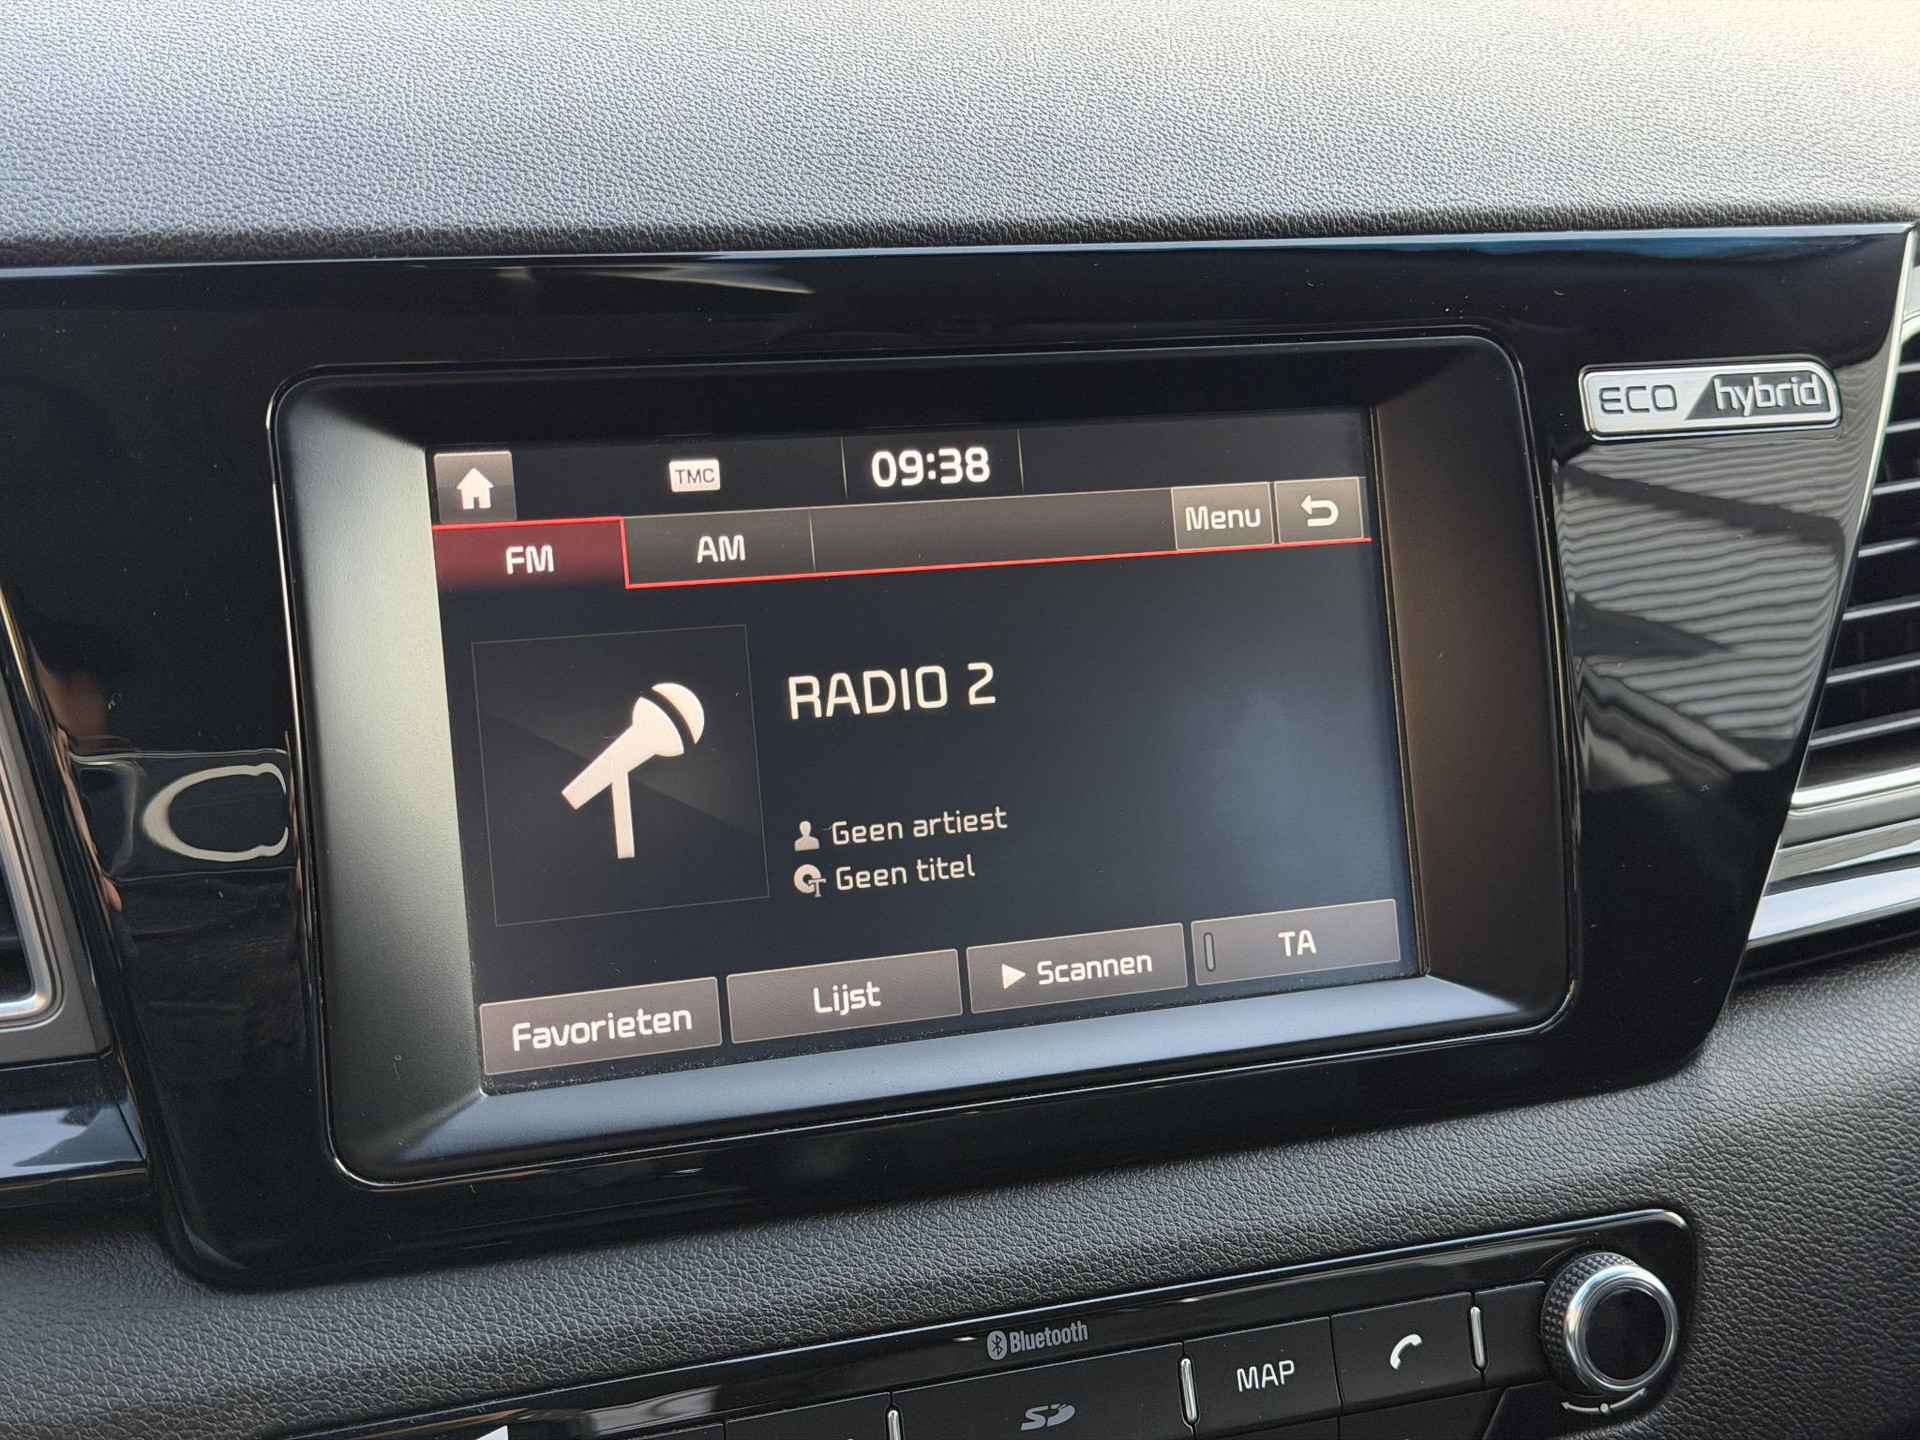 TMC 09:38
FM AM Menu
RADIO 2
Geen artiest
Geen titel
Favorieten Lijst Scannen TA
ECO hybrid
Bluetooth
SD MAP